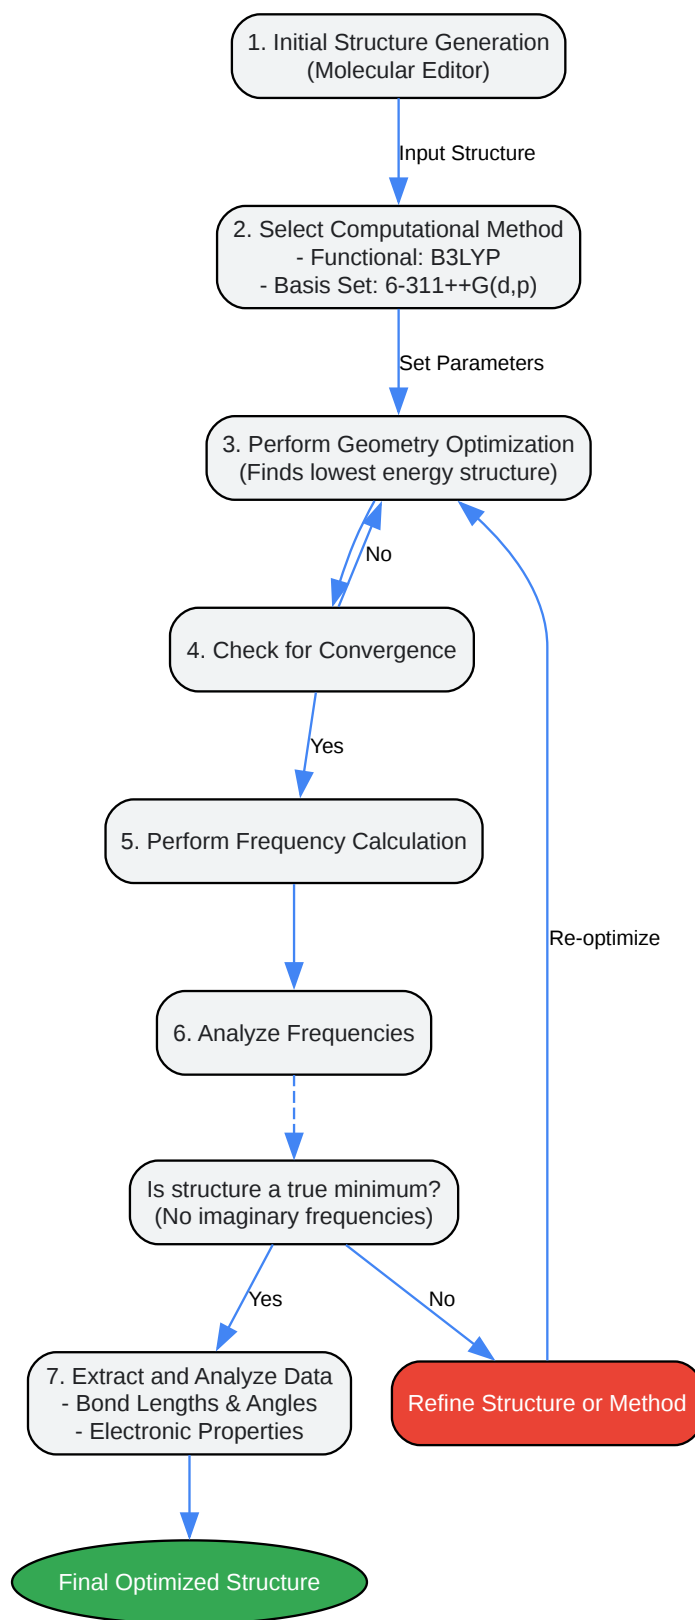 1. Initial Structure Generation
(Molecular Editor)
Input Structure
2. Select Computational Method
- Functional: B3LYP
- Basis Set: 6-311++G(d,p)
Set Parameters
3. Perform Geometry Optimization
(Finds lowest energy structure)
No
4. Check for Convergence
Yes
5. Perform Frequency Calculation
Re-optimize
6. Analyze Frequencies
Is structure a true minimum?
(No imaginary frequencies)
Yes
No
7. Extract and Analyze Data
- Bond Lengths & Angles
- Electronic Properties
Refine Structure or Method
Final Optimized Structure